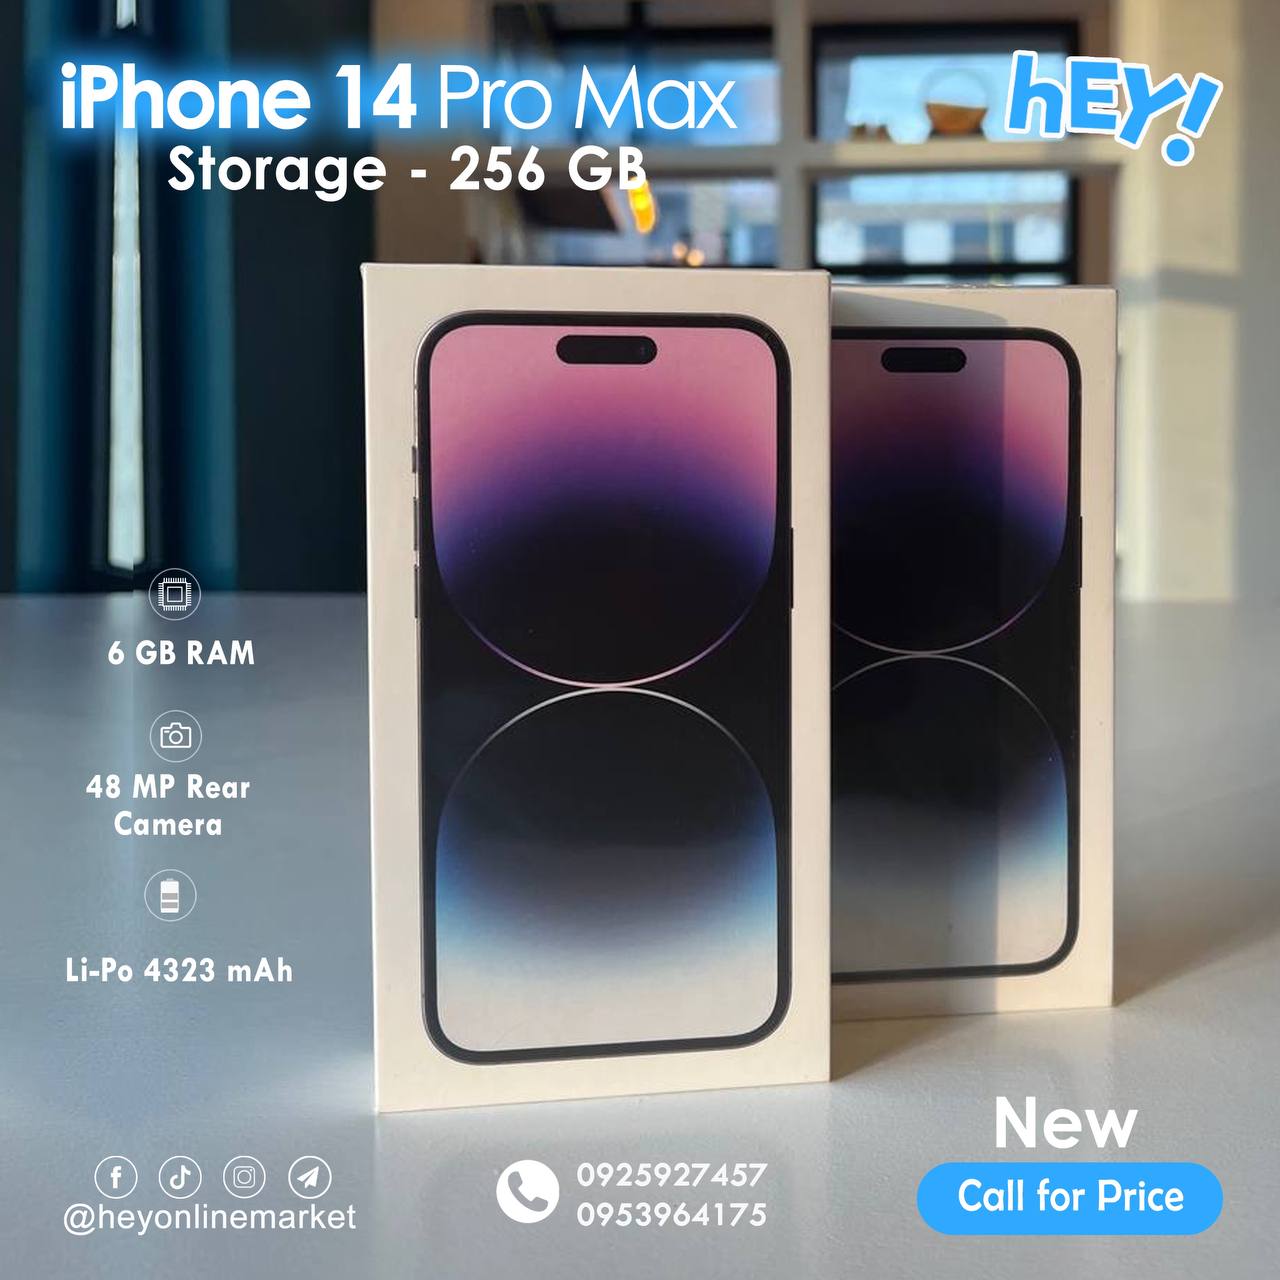 iPhone 14 Pro Max
Storage - 256 GB
hEY!
6 GB RAM
48 MP Rear
Camera
Li-Po 4323 mAh
New
Call for Price
@heyonlinemarket
0925927457
0953964175